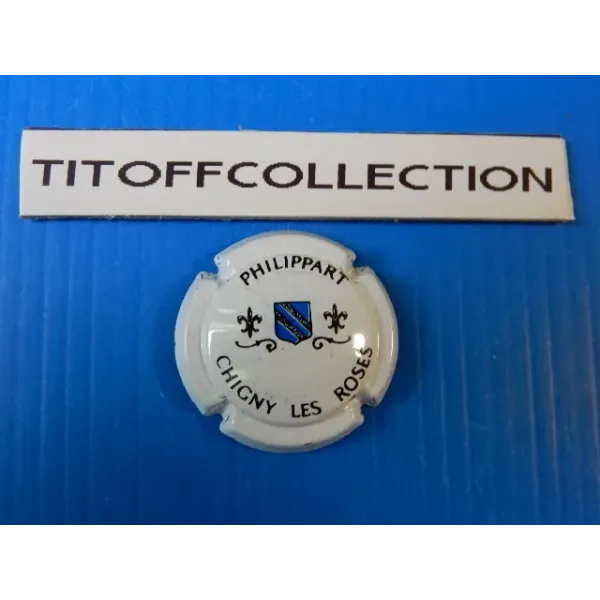 TITOFFCOLLECTION
PHILIPPART
CHIGNY LES ROSES